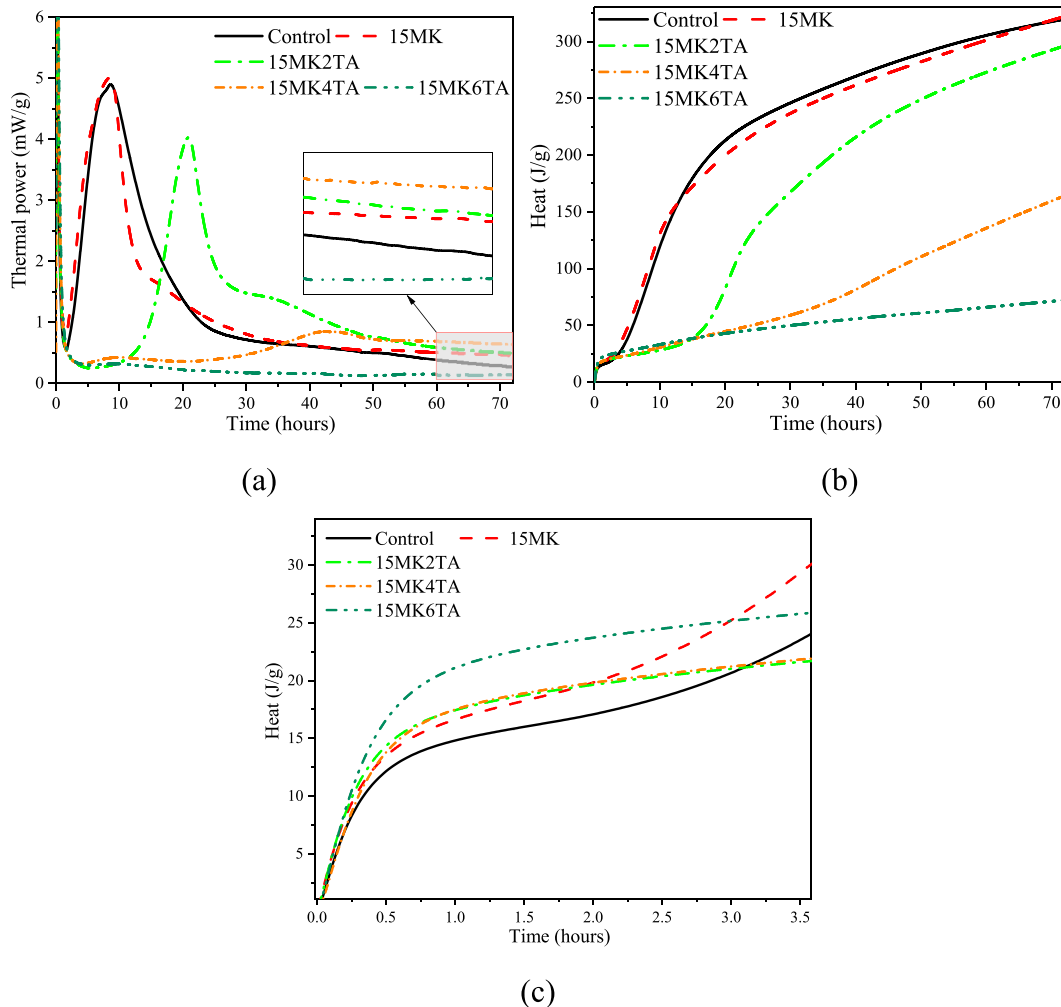 Control 15MK
15MK2TA
15MK4TA 15MK6TA
Thermal power (mW/g)
6
5
4
3
2
1
0
0 10 20 30 40 50 60 70
Time (hours)
(a)
Control 15MK
15MK2TA
15MK4TA
15MK6TA
Heat (J/g)
300
250
200
150
100
50
0
0 10 20 30 40 50 60 70
Time (hours)
(b)
Control 15MK
15MK2TA
15MK4TA
15MK6TA
Heat (J/g)
30
25
20
15
10
5
0.0 0.5 1.0 1.5 2.0 2.5 3.0 3.5
Time (hours)
(c)